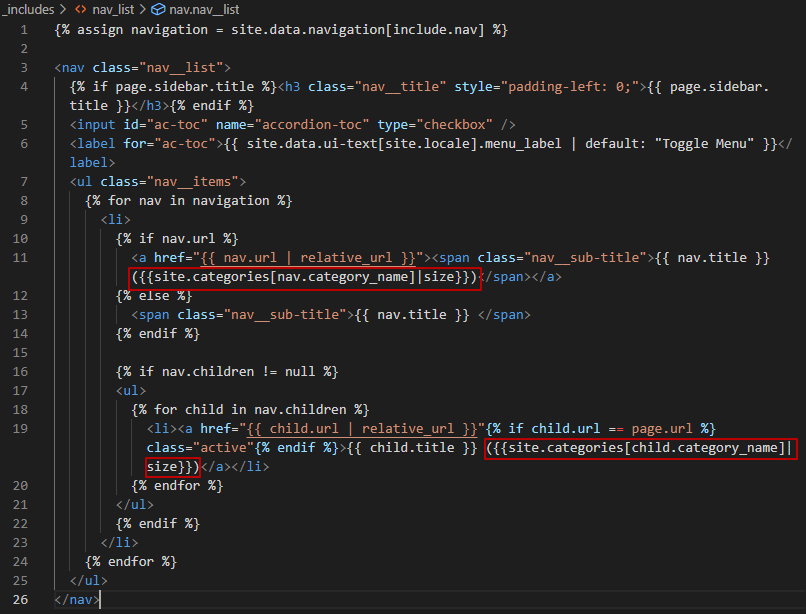 _includes > <> nav_list > nav.nav__list
1 {% assign navigation = site.data.navigation[include.nav] %}
2
3 <nav class="nav__list">
4 {% if page.sidebar.title %}<h3 class="nav__title" style="padding-left: 0;">{{ page.sidebar.
title }}</h3>{% endif %}
5 <input id="ac-toc" name="accordion-toc" type="checkbox" />
6 <label for="ac-toc">{{ site.data.ui-text[site.locale].menu_label | default: "Toggle Menu" }}</
label>
7 <ul class="nav__items">
8 {% for nav in navigation %}
9 <li>
10 {% if nav.url %}
11 <a href="{{ nav.url | relative_url }}"><span class="nav__sub-title">{{ nav.title }}
({{site.categories[nav.category_name]|size}})</span></a>
12 {% else %}
13 <span class="nav__sub-title">{{ nav.title }} </span>
14 {% endif %}
15
16 {% if nav.children != null %}
17 <ul>
18 {% for child in nav.children %}
19 <li><a href="{{ child.url | relative_url }}"{% if child.url == page.url %}
class="active"{% endif %}>{{ child.title }} ({{site.categories[child.category_name]|
size}})</a></li>
20 {% endfor %}
21 </ul>
22 {% endif %}
23 </li>
24 {% endfor %}
25 </ul>
26 </nav>